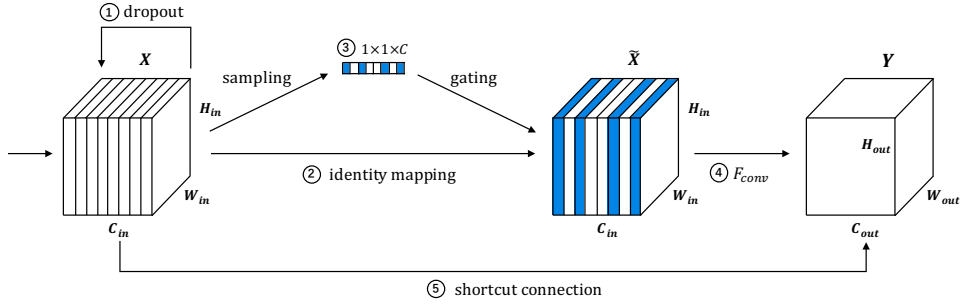 ① dropout
X
sampling
③ 1×1×C
gating
X̃
Y
H_in
H_in
H_out
② identity mapping
④ F_conv
W_in
W_in
W_out
C_in
C_in
C_out
⑤ shortcut connection